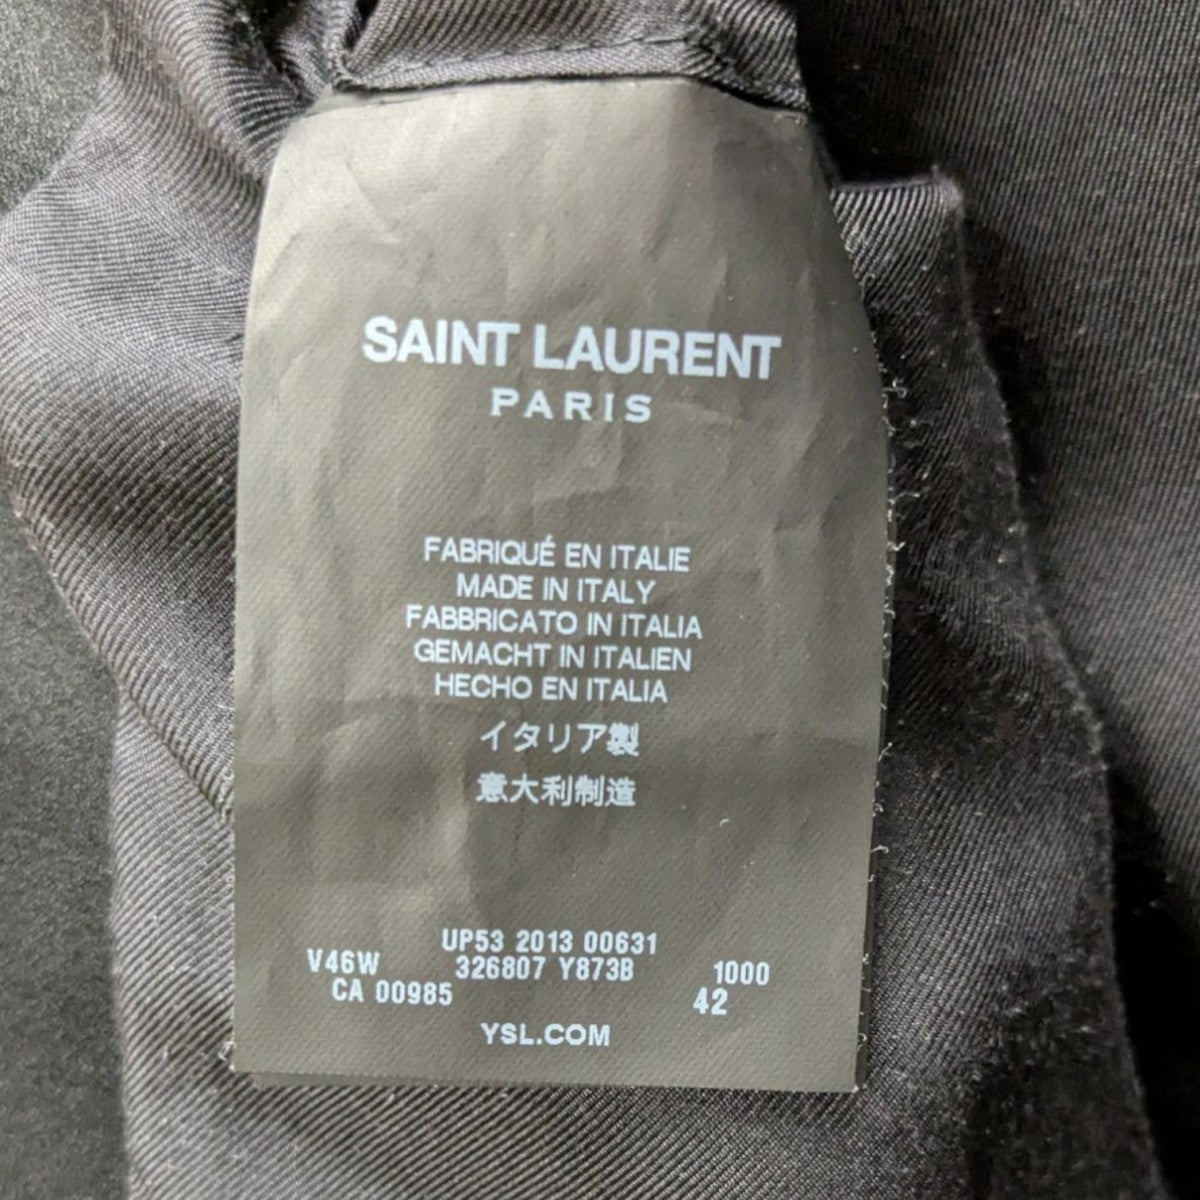 SAINT LAURENT
PARIS
FABRIQUÉ EN ITALIE
MADE IN ITALY
FABBRICATO IN ITALIA
GEMACHT IN ITALIEN
HECHO EN ITALIA
イタリア製
意大利制造
UP53 2013 00631
V46W 326807 Y873B 1000
CA 00985 42
YSL.COM